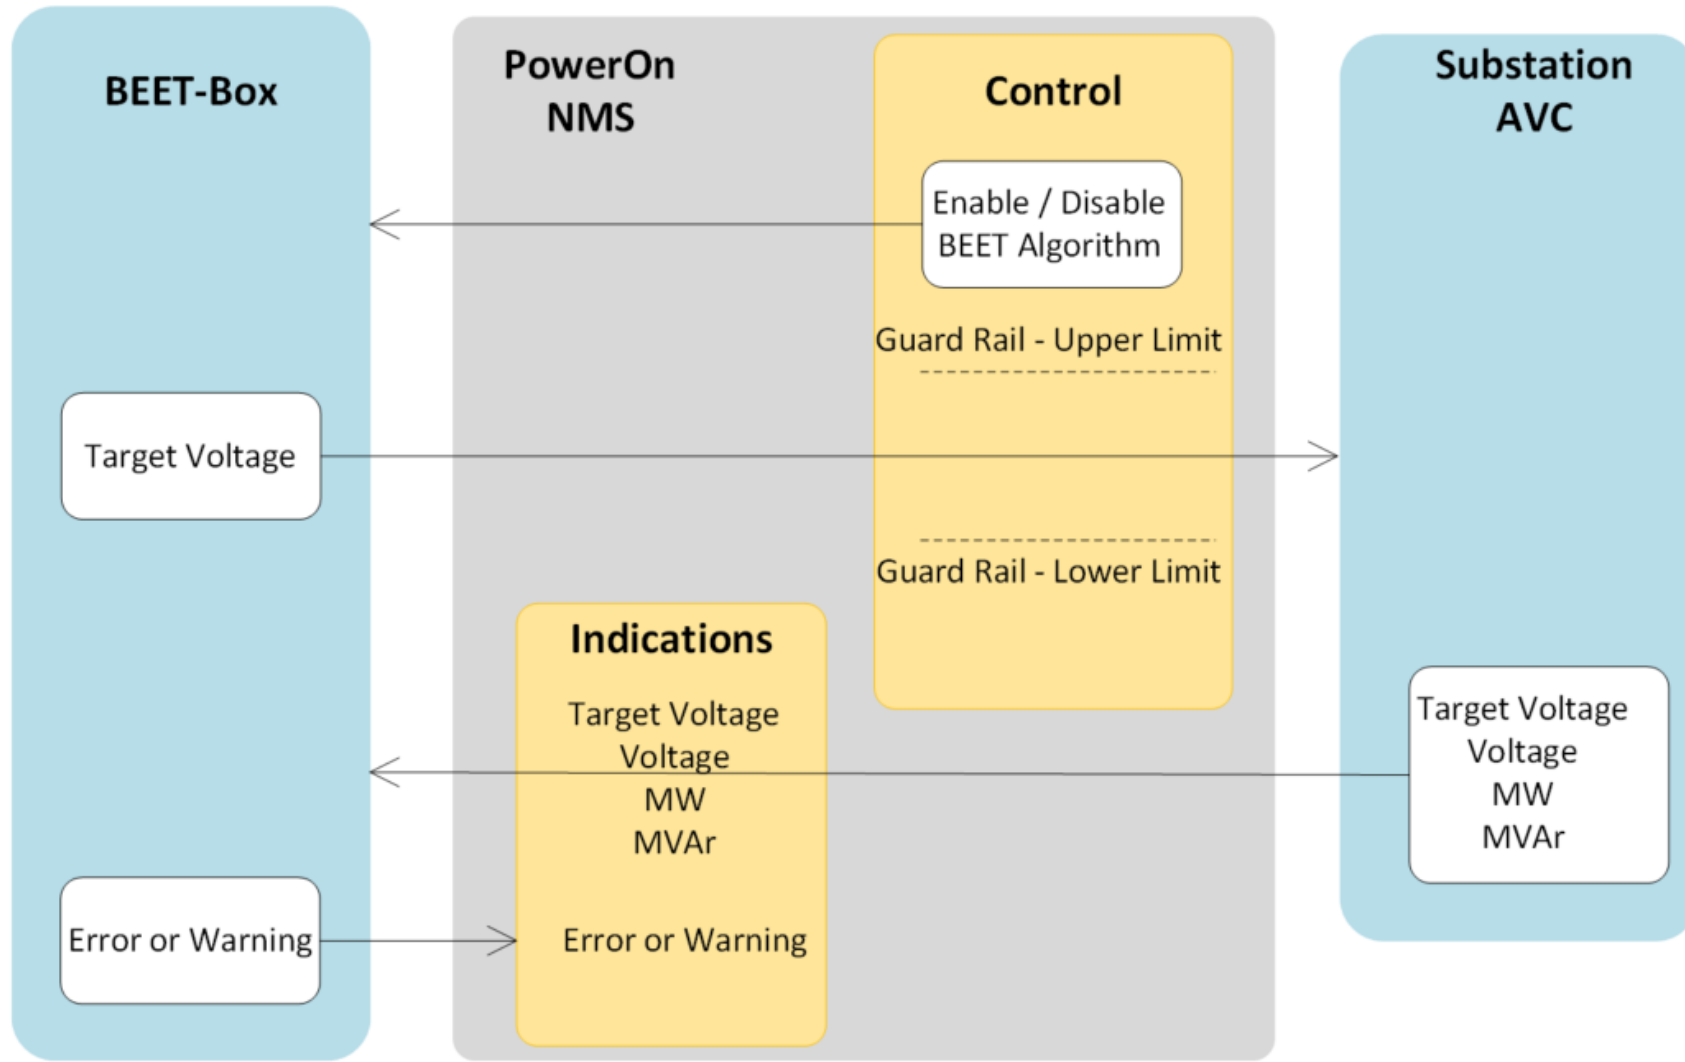 BEET-Box
PowerOn
NMS
Control
Substation
AVC
Enable / Disable
BEET Algorithm
Guard Rail - Upper Limit
Target Voltage
Guard Rail - Lower Limit
Indications
Target Voltage
Voltage
MW
MVAr
Target Voltage
Voltage
MW
MVAr
Error or Warning
Error or Warning